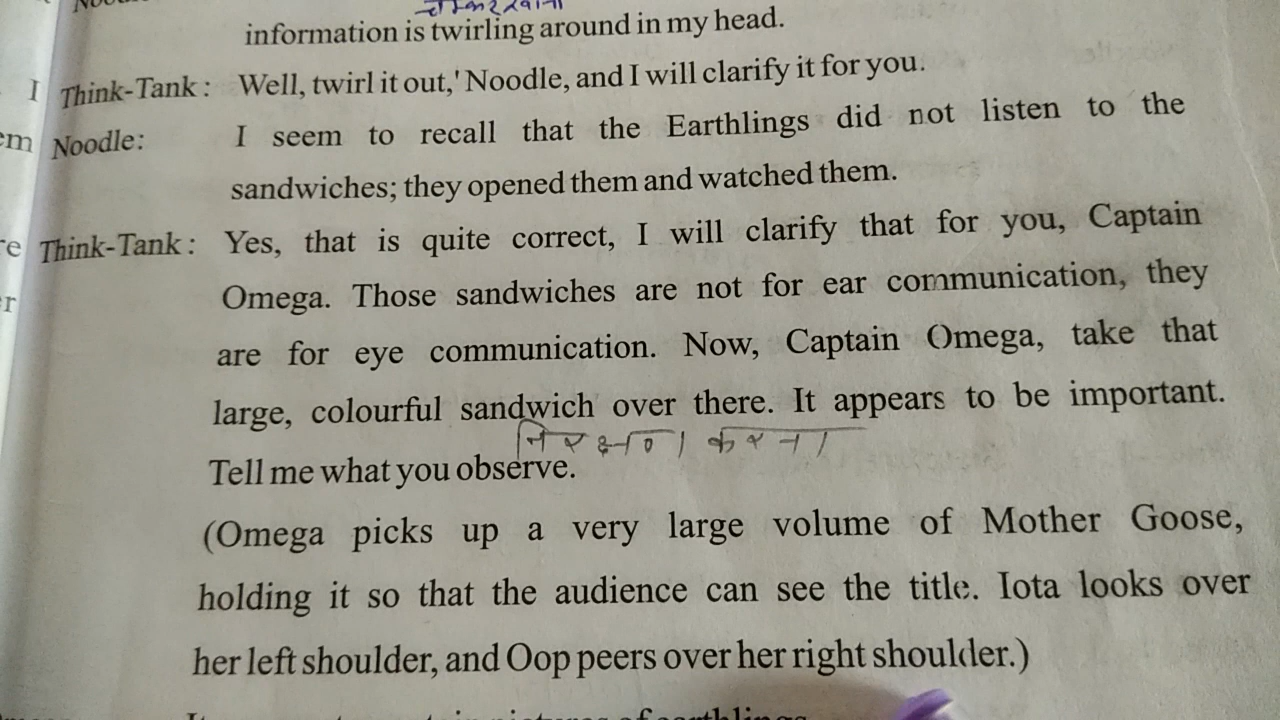 information is twirling around in my head.
I Think-Tank : Well, twirl it out,' Noodle, and I will clarify it for you.
em Noodle: I seem to recall that the Earthlings did not listen to the
sandwiches; they opened them and watched them.
re Think-Tank : Yes, that is quite correct, I will clarify that for you, Captain
er Omega. Those sandwiches are not for ear communication, they
are for eye communication. Now, Captain Omega, take that
large, colourful sandwich over there. It appears to be important.
करना
Tell me what you observe.
(Omega picks up a very large volume of Mother Goose,
holding it so that the audience can see the title. Iota looks over
her left shoulder, and Oop peers over her right shoulder.)